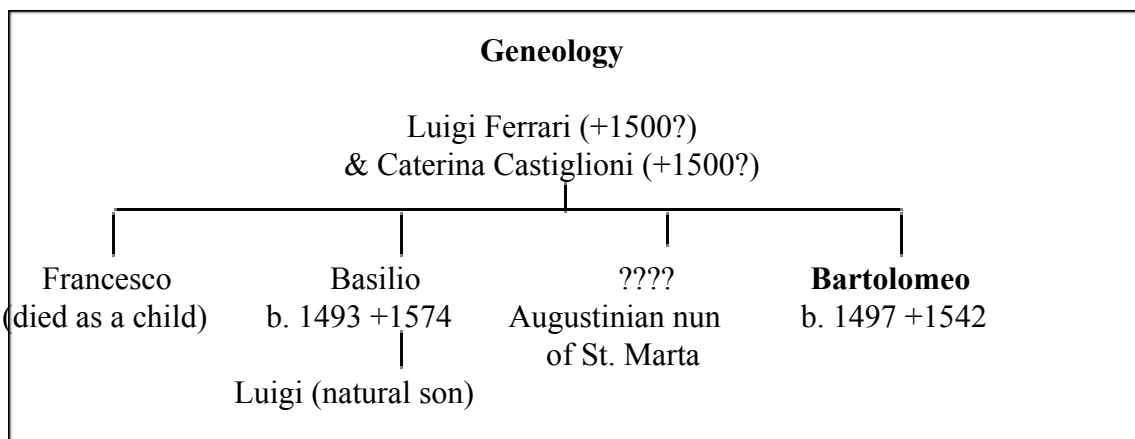 Geneology
Luigi Ferrari (+1500?)
& Caterina Castiglioni (+1500?)
Francesco Basilio ???? Bartolomeo
(died as a child) b. 1493 +1574 Augustinian nun b. 1497 +1542
of St. Marta
Luigi (natural son)